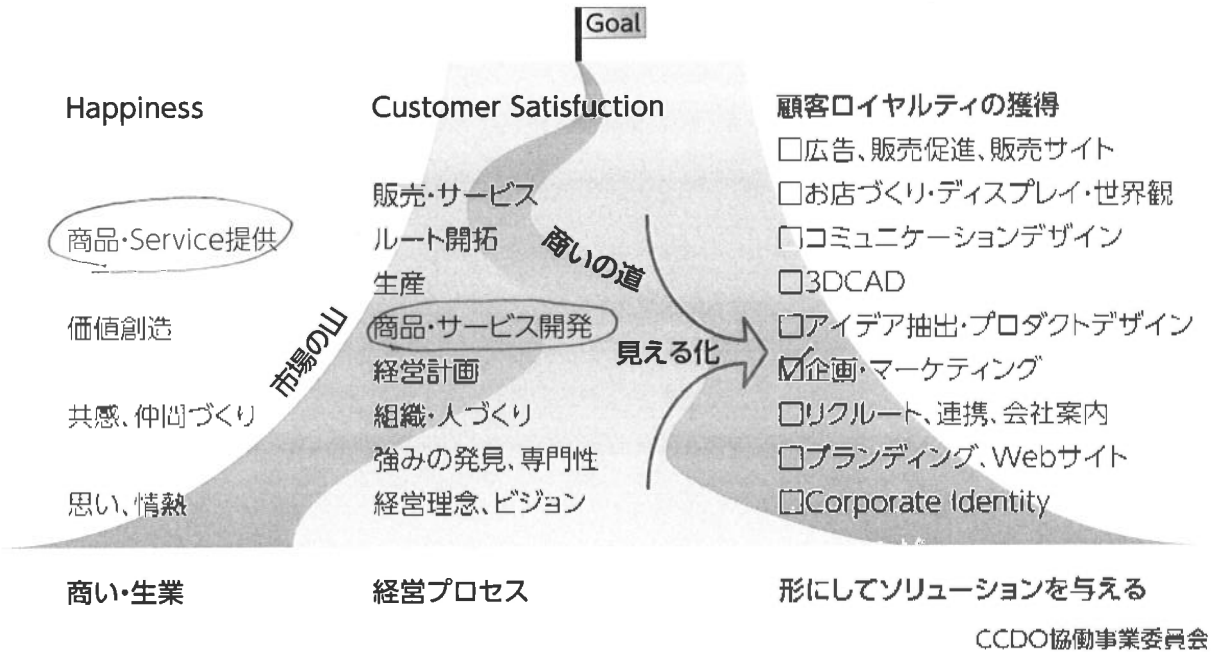 Goal
Happiness
商品・Service提供
価値創造
共感、仲間づくり
思い、情熱
商い・生業
市場の山
Customer Satisfuction
販売・サービス
ルート開拓
生産
商品・サービス開発
経営計画
組織・人づくり
強みの発見、専門性
経営理念、ビジョン
経営プロセス
商いの道
見える化
顧客ロイヤルティの獲得
□広告、販売促進、販売サイト
□お店づくり・ディスプレイ・世界観
□コミュニケーションデザイン
□3DCAD
□アイデア抽出・プロダクトデザイン
☑企画・マーケティング
□リクルート、連携、会社案内
□ブランディング、Webサイト
□Corporate Identity
形にしてソリューションを与える
CCDO協働事業委員会